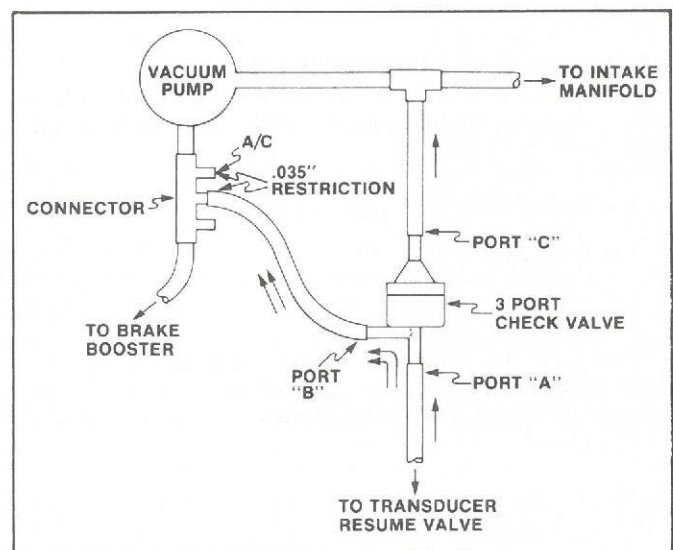 VACUUM
PUMP
TO INTAKE
MANIFOLD
A/C
.035"
RESTRICTION
CONNECTOR
PORT "C"
3 PORT
CHECK VALVE
TO BRAKE
BOOSTER
PORT
"B"
PORT "A"
TO TRANSDUCER
RESUME VALVE